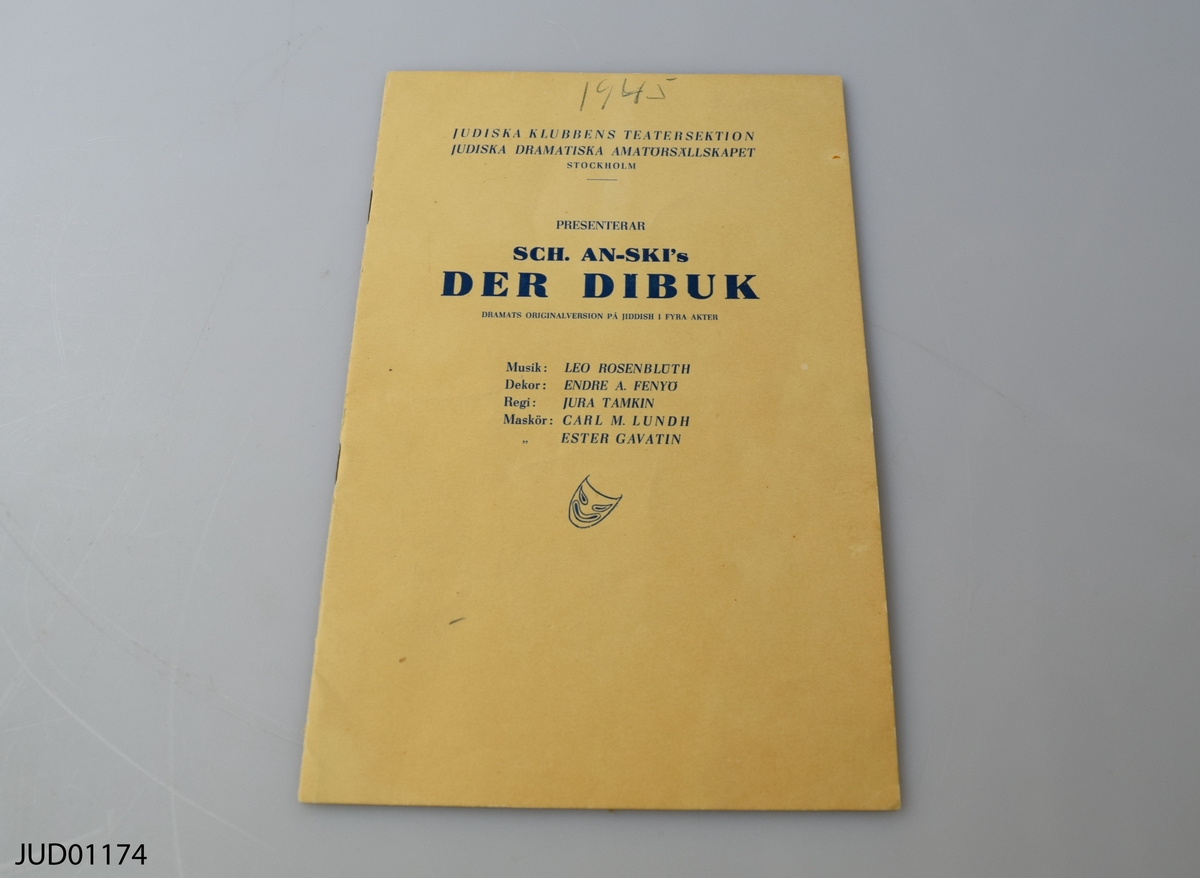 1945
JUDISKA KLUBBENS TEATERSEKTION
JUDISKA DRAMATISKA AMATÖRSÄLLSKAPET
STOCKHOLM
PRESENTERAR
SCH. AN-SKI's
DER DIBUK
DRAMATS ORIGINALVERSION PÅ JIDDISH I FYRA AKTER
Musik: LEO ROSENBLÜTH
Dekor: ENDRE A. FENYÖ
Regi: JURA TAMKIN
Maskör: CARL M. LUNDH
„ ESTER GAVATIN
JUD01174